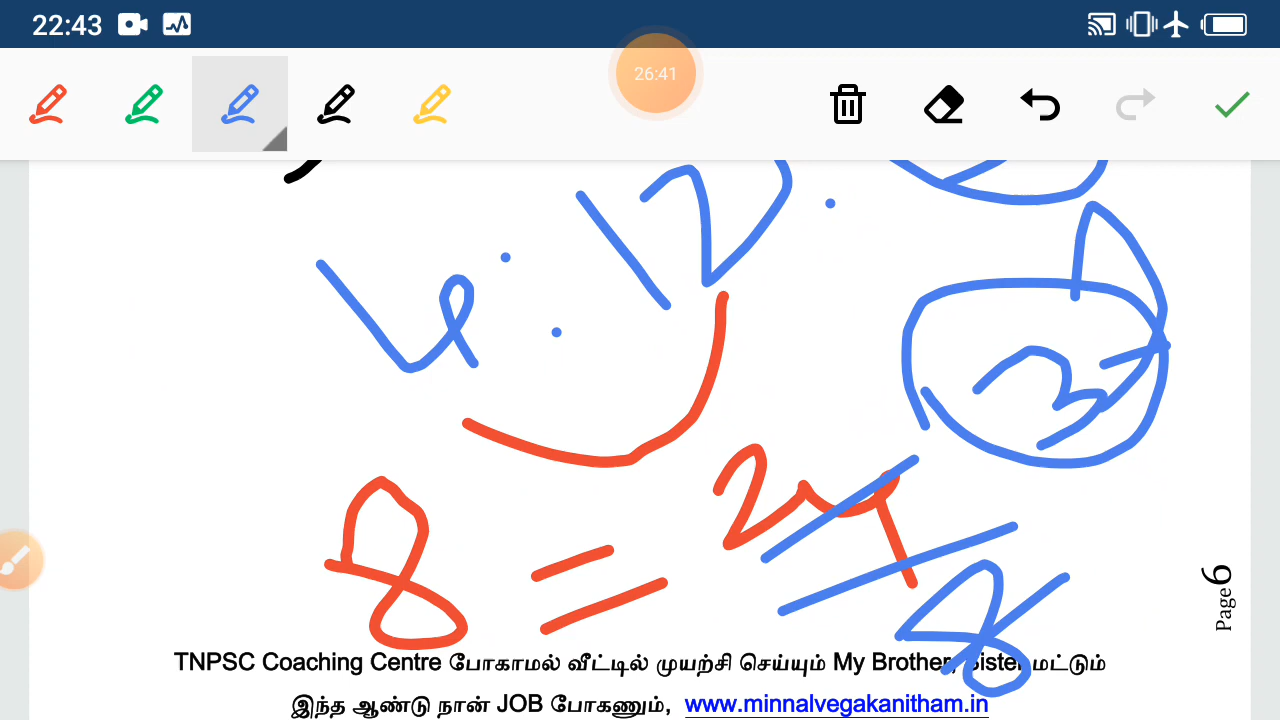 22:43
26:41
4 : 12 :
3
8 = 24
8
Page 6
TNPSC Coaching Centre போகாமல் வீட்டில் முயற்சி செய்யும் My Brother, Sister மட்டும்
இந்த ஆண்டு நான் JOB போகணும், www.minnalvegakanitham.in